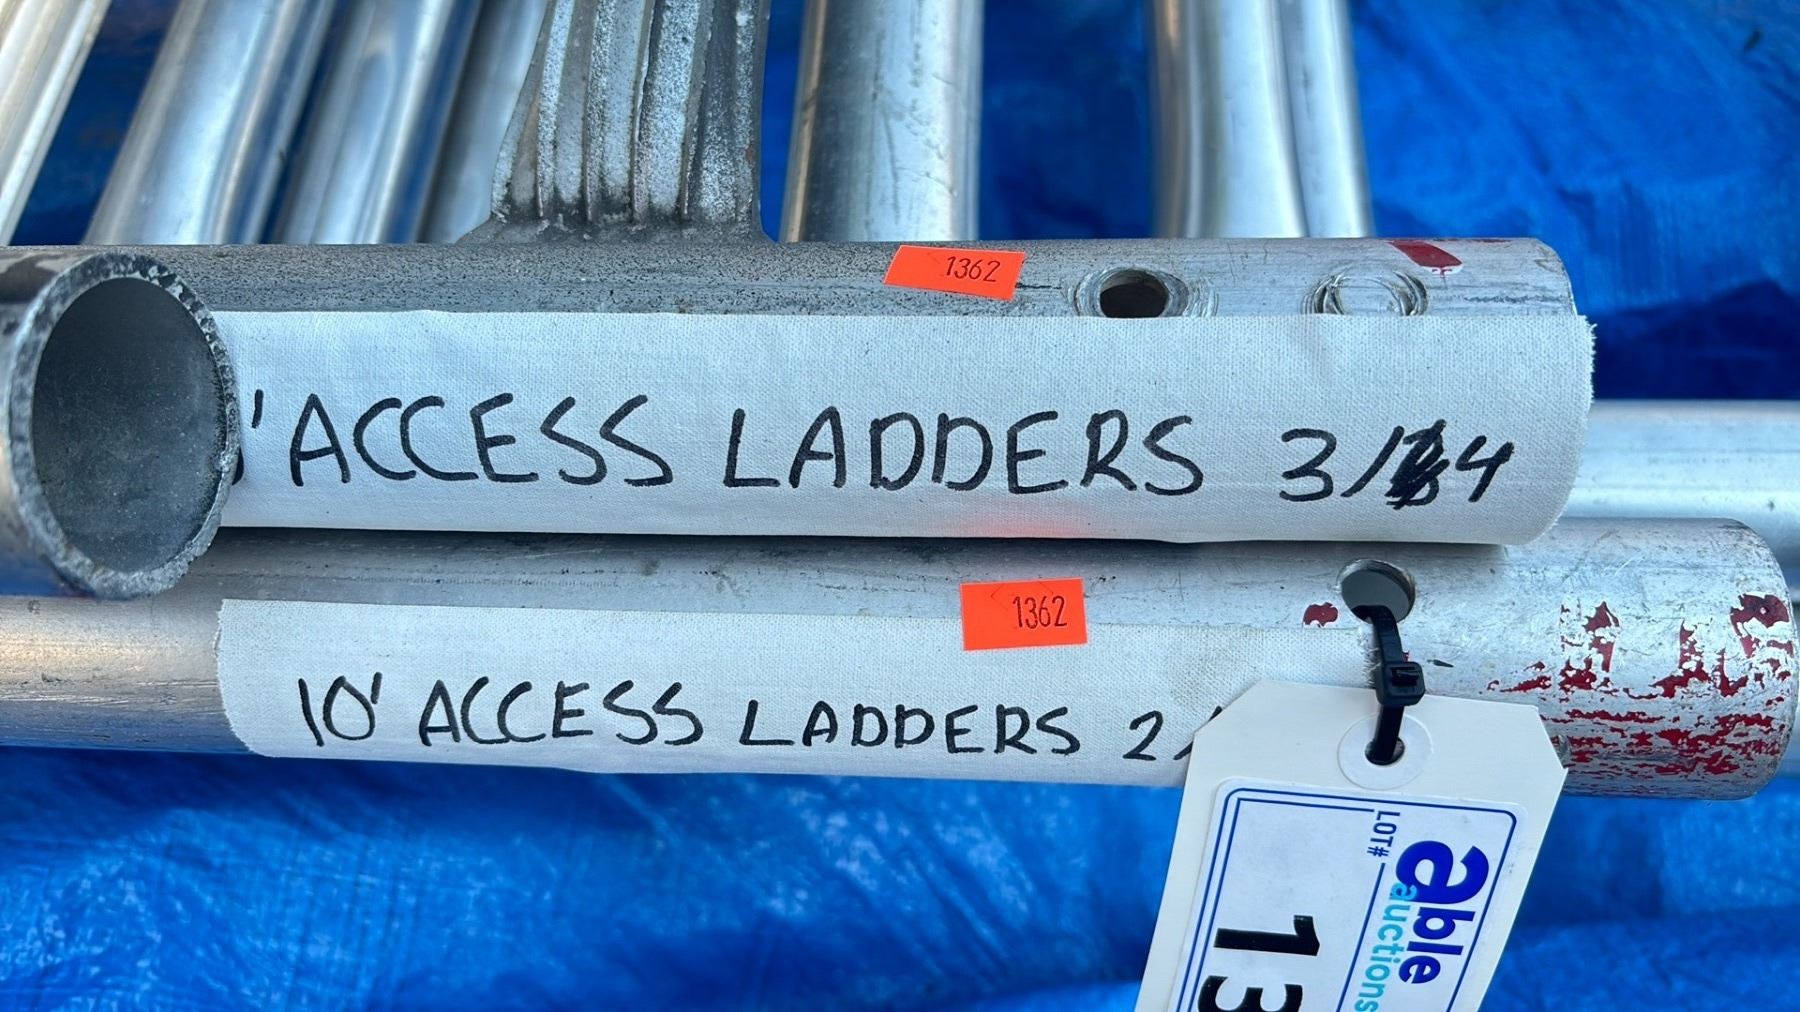 1362
'ACCESS LADDERS 3/4
1362
10' ACCESS LADDERS 2/
able
auctions
LOT#
13